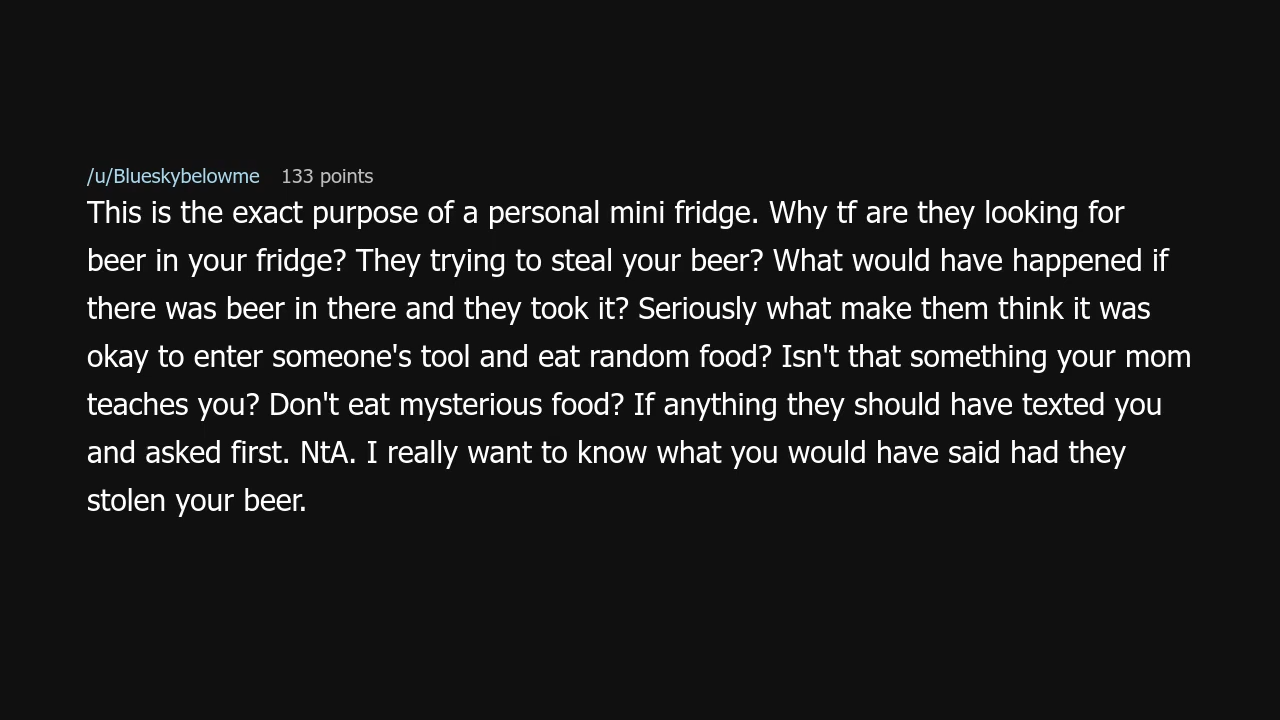 /u/Blueskybelowme 133 points
This is the exact purpose of a personal mini fridge. Why tf are they looking for
beer in your fridge? They trying to steal your beer? What would have happened if
there was beer in there and they took it? Seriously what make them think it was
okay to enter someone's tool and eat random food? Isn't that something your mom
teaches you? Don't eat mysterious food? If anything they should have texted you
and asked first. NtA. I really want to know what you would have said had they
stolen your beer.